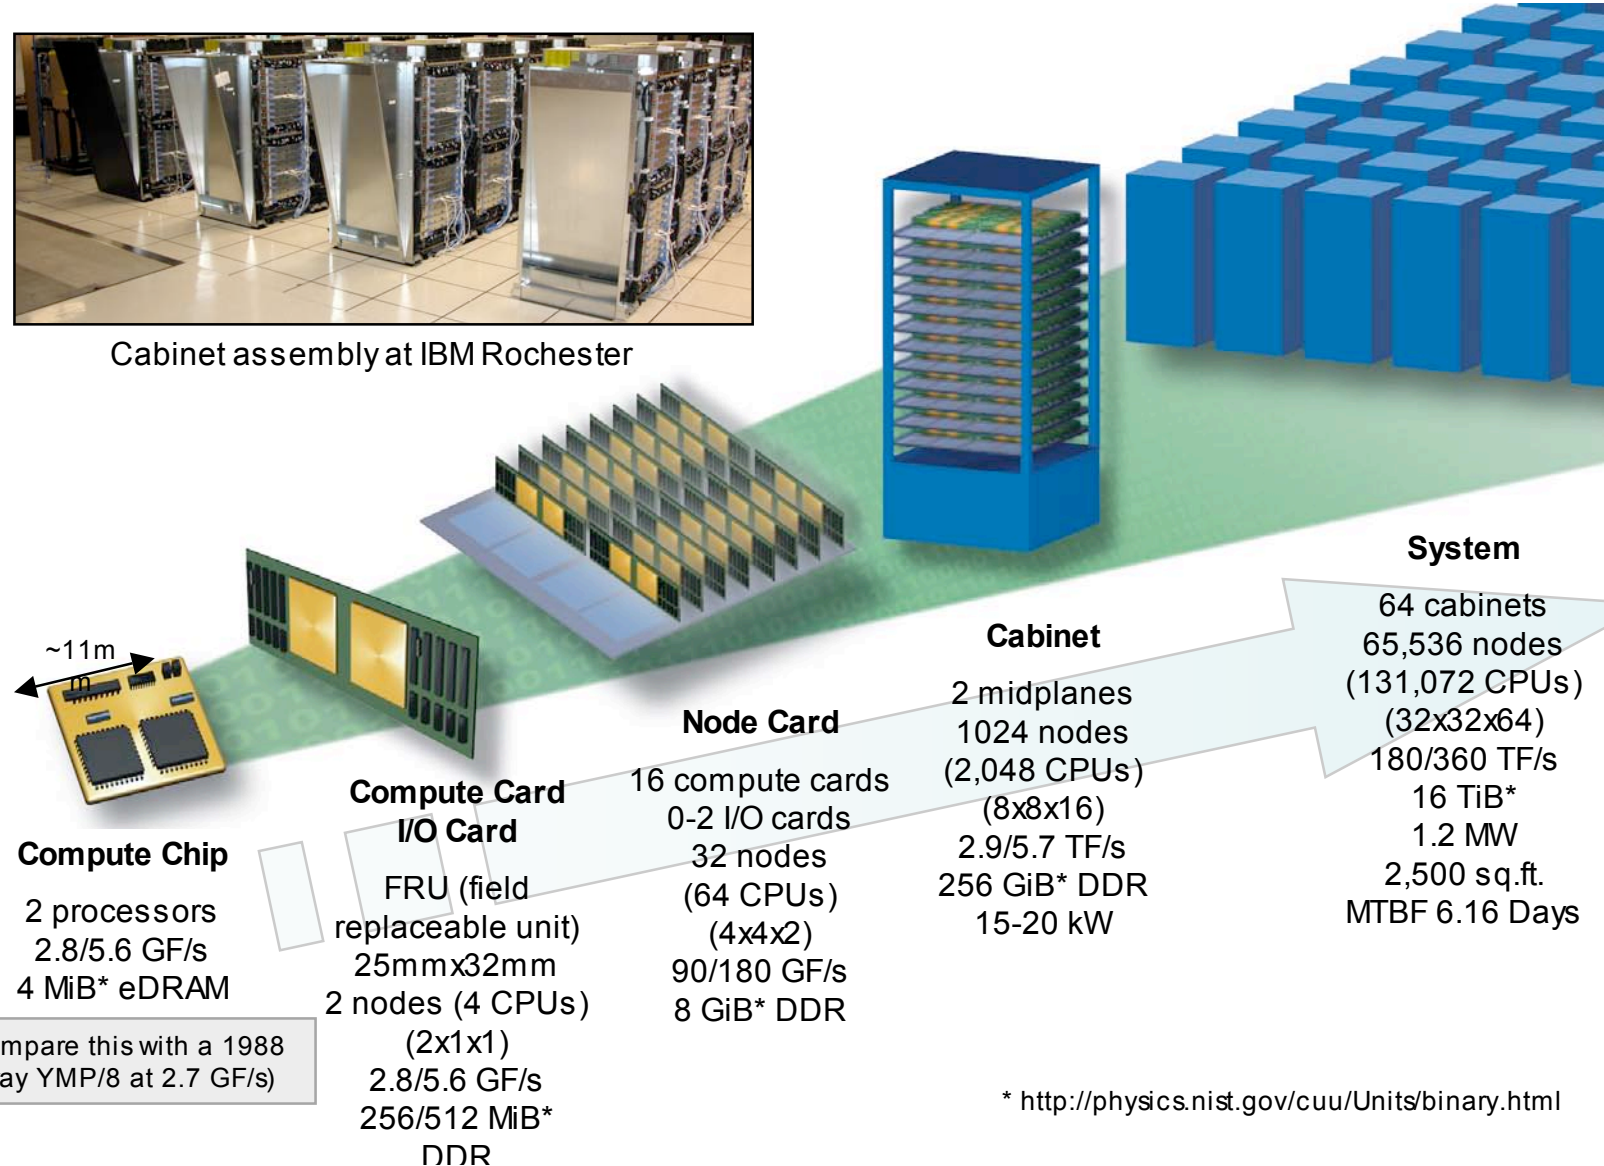 Cabinet assembly at IBM Rochester
~11m
m
Compute Chip
2 processors
2.8/5.6 GF/s
4 MiB* eDRAM
mpare this with a 1988
ay YMP/8 at 2.7 GF/s)
Compute Card
I/O Card
FRU (field
replaceable unit)
25mmx32mm
2 nodes (4 CPUs)
(2x1x1)
2.8/5.6 GF/s
256/512 MiB*
DDR
Node Card
16 compute cards
0-2 I/O cards
32 nodes
(64 CPUs)
(4x4x2)
90/180 GF/s
8 GiB* DDR
Cabinet
2 midplanes
1024 nodes
(2,048 CPUs)
(8x8x16)
2.9/5.7 TF/s
256 GiB* DDR
15-20 kW
System
64 cabinets
65,536 nodes
(131,072 CPUs)
(32x32x64)
180/360 TF/s
16 TiB*
1.2 MW
2,500 sq.ft.
MTBF 6.16 Days
* http://physics.nist.gov/cuu/Units/binary.html